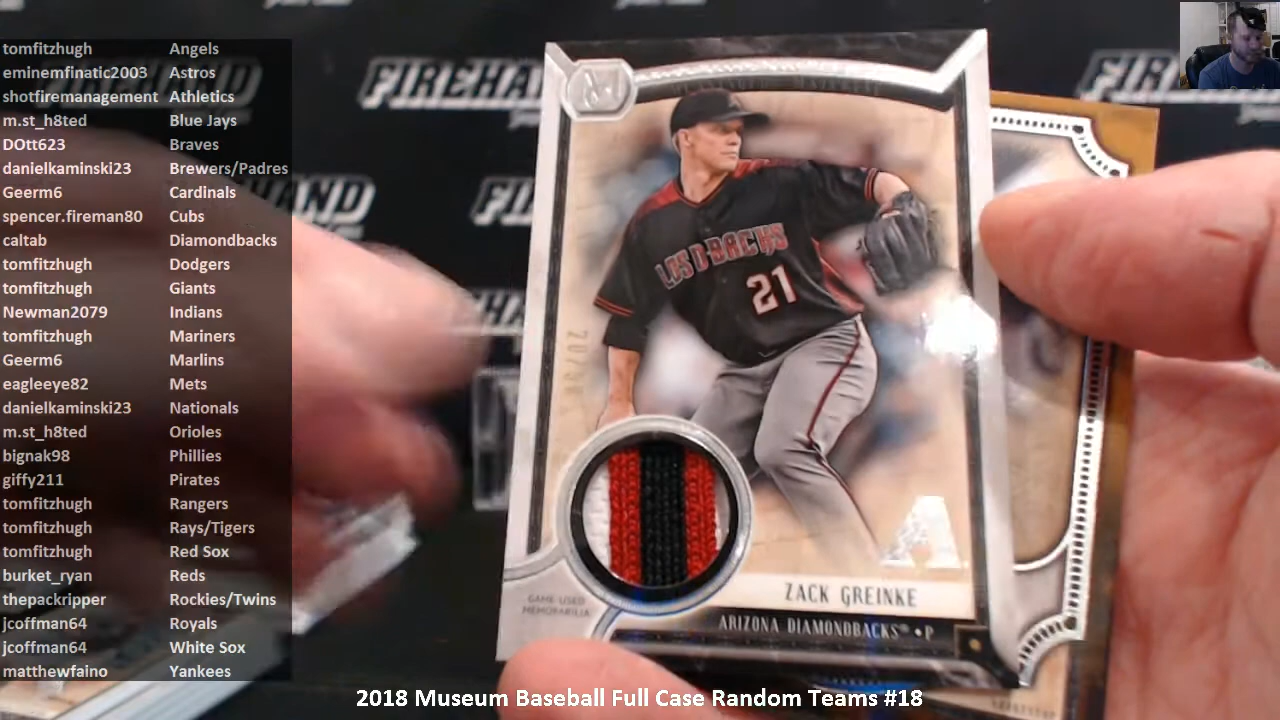 tomfitzhugh Angels
eminemfinatic2003 Astros
shotfiremanagement Athletics
m.st_h8ted Blue Jays
DOtt623 Braves
danielkaminski23 Brewers/Padres
Geerm6 Cardinals
spencer.fireman80 Cubs
caltab Diamondbacks
tomfitzhugh Dodgers
tomfitzhugh Giants
Newman2079 Indians
tomfitzhugh Mariners
Geerm6 Marlins
eagleeye82 Mets
danielkaminski23 Nationals
m.st_h8ted Orioles
bignak98 Phillies
giffy211 Pirates
tomfitzhugh Rangers
tomfitzhugh Rays/Tigers
tomfitzhugh Red Sox
burket_ryan Reds
thepackripper Rockies/Twins
jcoffman64 Royals
jcoffman64 White Sox
matthewfaino Yankees
FIREHAND
LOS D-BACKS
21
A
ZACK GREINKE
GAME-USED
MEMORABILIA
ARIZONA DIAMONDBACKS • P
2018 Museum Baseball Full Case Random Teams #18